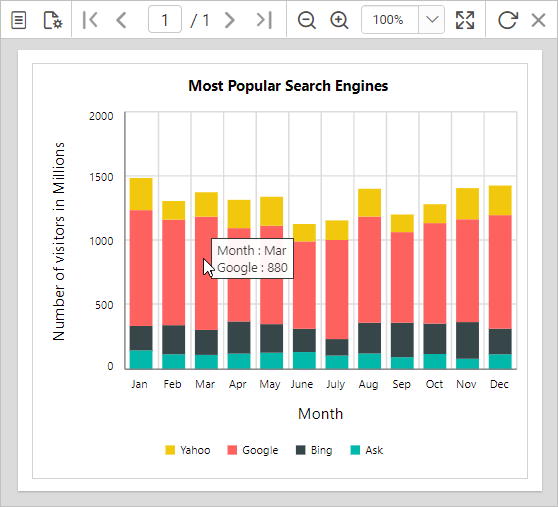 1 / 1 100%
Most Popular Search Engines
Number of visitors in Millions
2000
1500
1000
500
0
Month : Mar
Google : 880
Jan Feb Mar Apr May June July Aug Sep Oct Nov Dec
Month
Yahoo Google Bing Ask